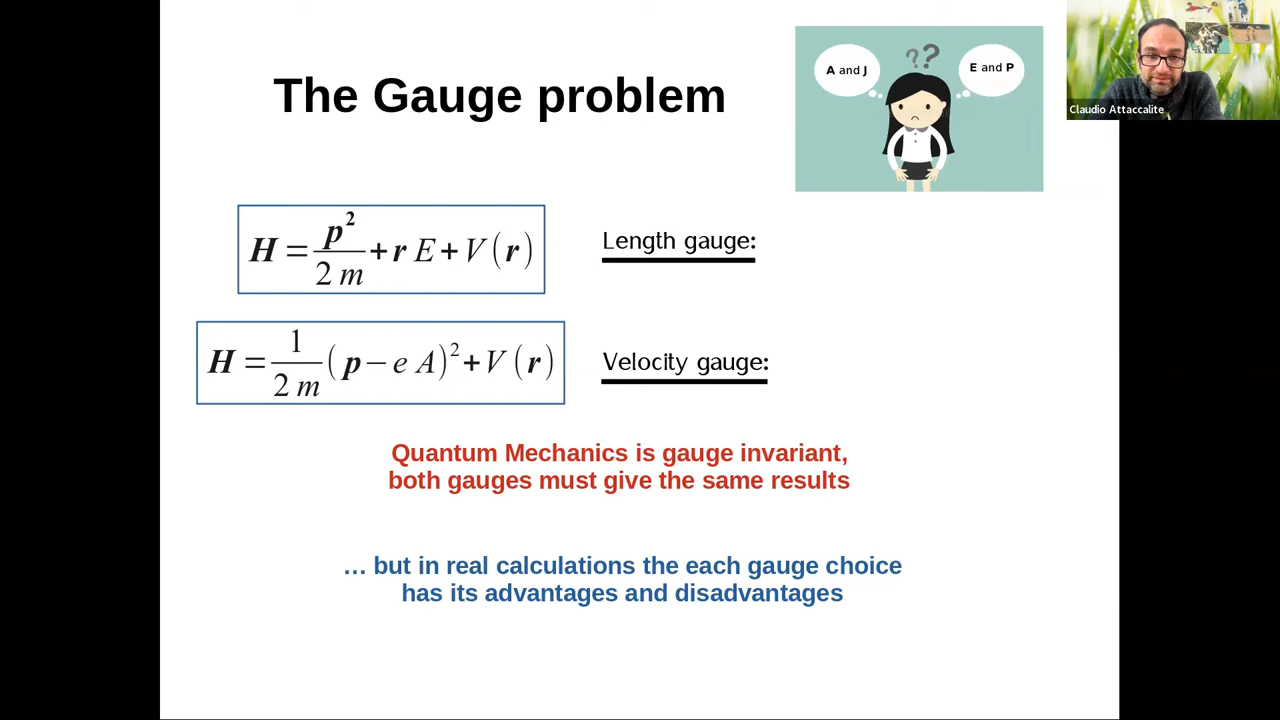 The Gauge problem
A and J
??
E and P
Claudio Attaccalite
H = p²/2 m + r E + V (r)
Length gauge:
H = 1/2 m (p − e A)² + V (r)
Velocity gauge:
Quantum Mechanics is gauge invariant,
both gauges must give the same results
… but in real calculations the each gauge choice
has its advantages and disadvantages